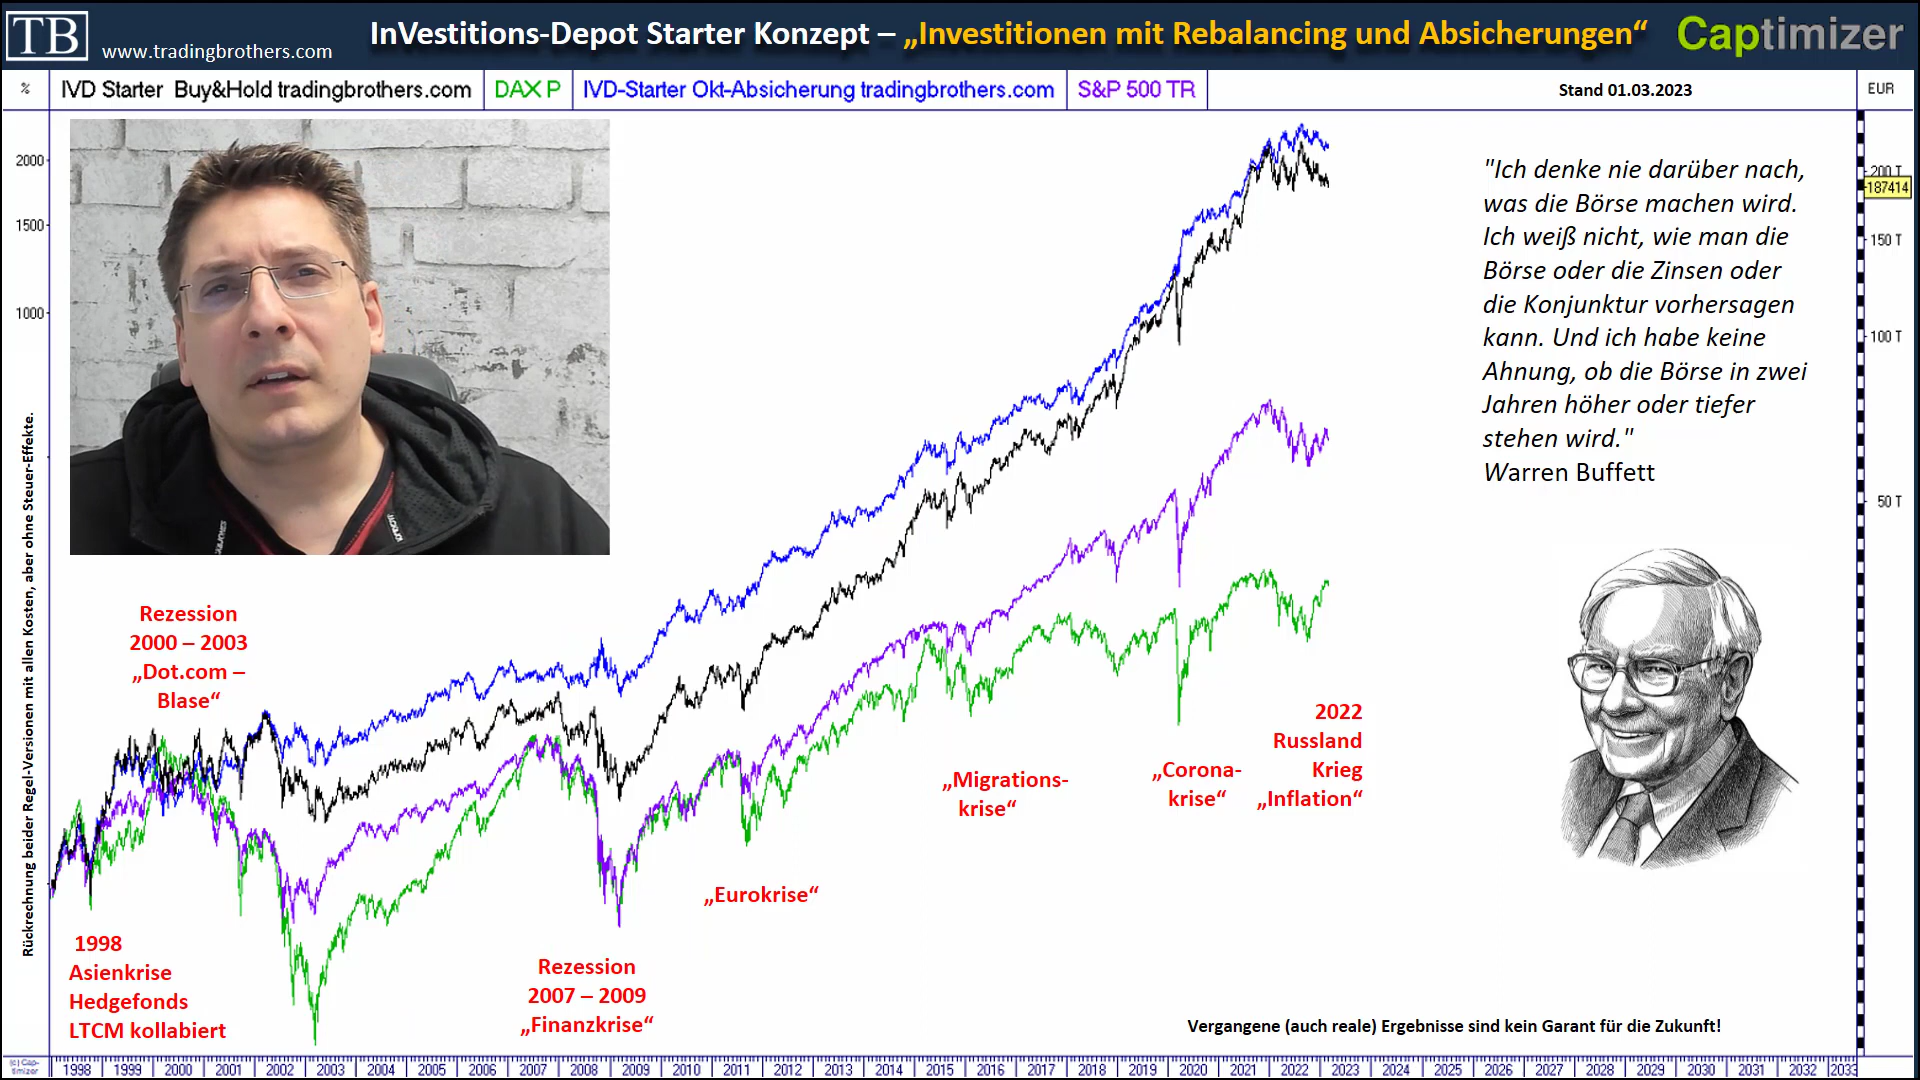 TB www.tradingbrothers.com
InVestitions-Depot Starter Konzept – „Investitionen mit Rebalancing und Absicherungen“
Captimizer
% IVD Starter Buy&Hold tradingbrothers.com DAX P IVD-Starter Okt-Absicherung tradingbrothers.com S&P 500 TR
Stand 01.03.2023
EUR
2000
1500
1000
Rückrechnung beider Regel-Versionen mit allen Kosten, aber ohne Steuer-Effekte.
"Ich denke nie darüber nach,
was die Börse machen wird.
Ich weiß nicht, wie man die
Börse oder die Zinsen oder
die Konjunktur vorhersagen
kann. Und ich habe keine
Ahnung, ob die Börse in zwei
Jahren höher oder tiefer
stehen wird."
Warren Buffett
200 T
187414
150 T
100 T
50 T
Rezession
2000 – 2003
„Dot.com –
Blase“
1998
Asienkrise
Hedgefonds
LTCM kollabiert
Rezession
2007 – 2009
„Finanzkrise“
„Eurokrise“
„Migrations-
krise“
„Corona-
krise“
2022
Russland
Krieg
„Inflation“
Vergangene (auch reale) Ergebnisse sind kein Garant für die Zukunft!
(c) Cap-
timizer
1998 1999 2000 2001 2002 2003 2004 2005 2006 2007 2008 2009 2010 2011 2012 2013 2014 2015 2016 2017 2018 2019 2020 2021 2022 2023 2024 2025 2026 2027 2028 2029 2030 2031 2032 2033